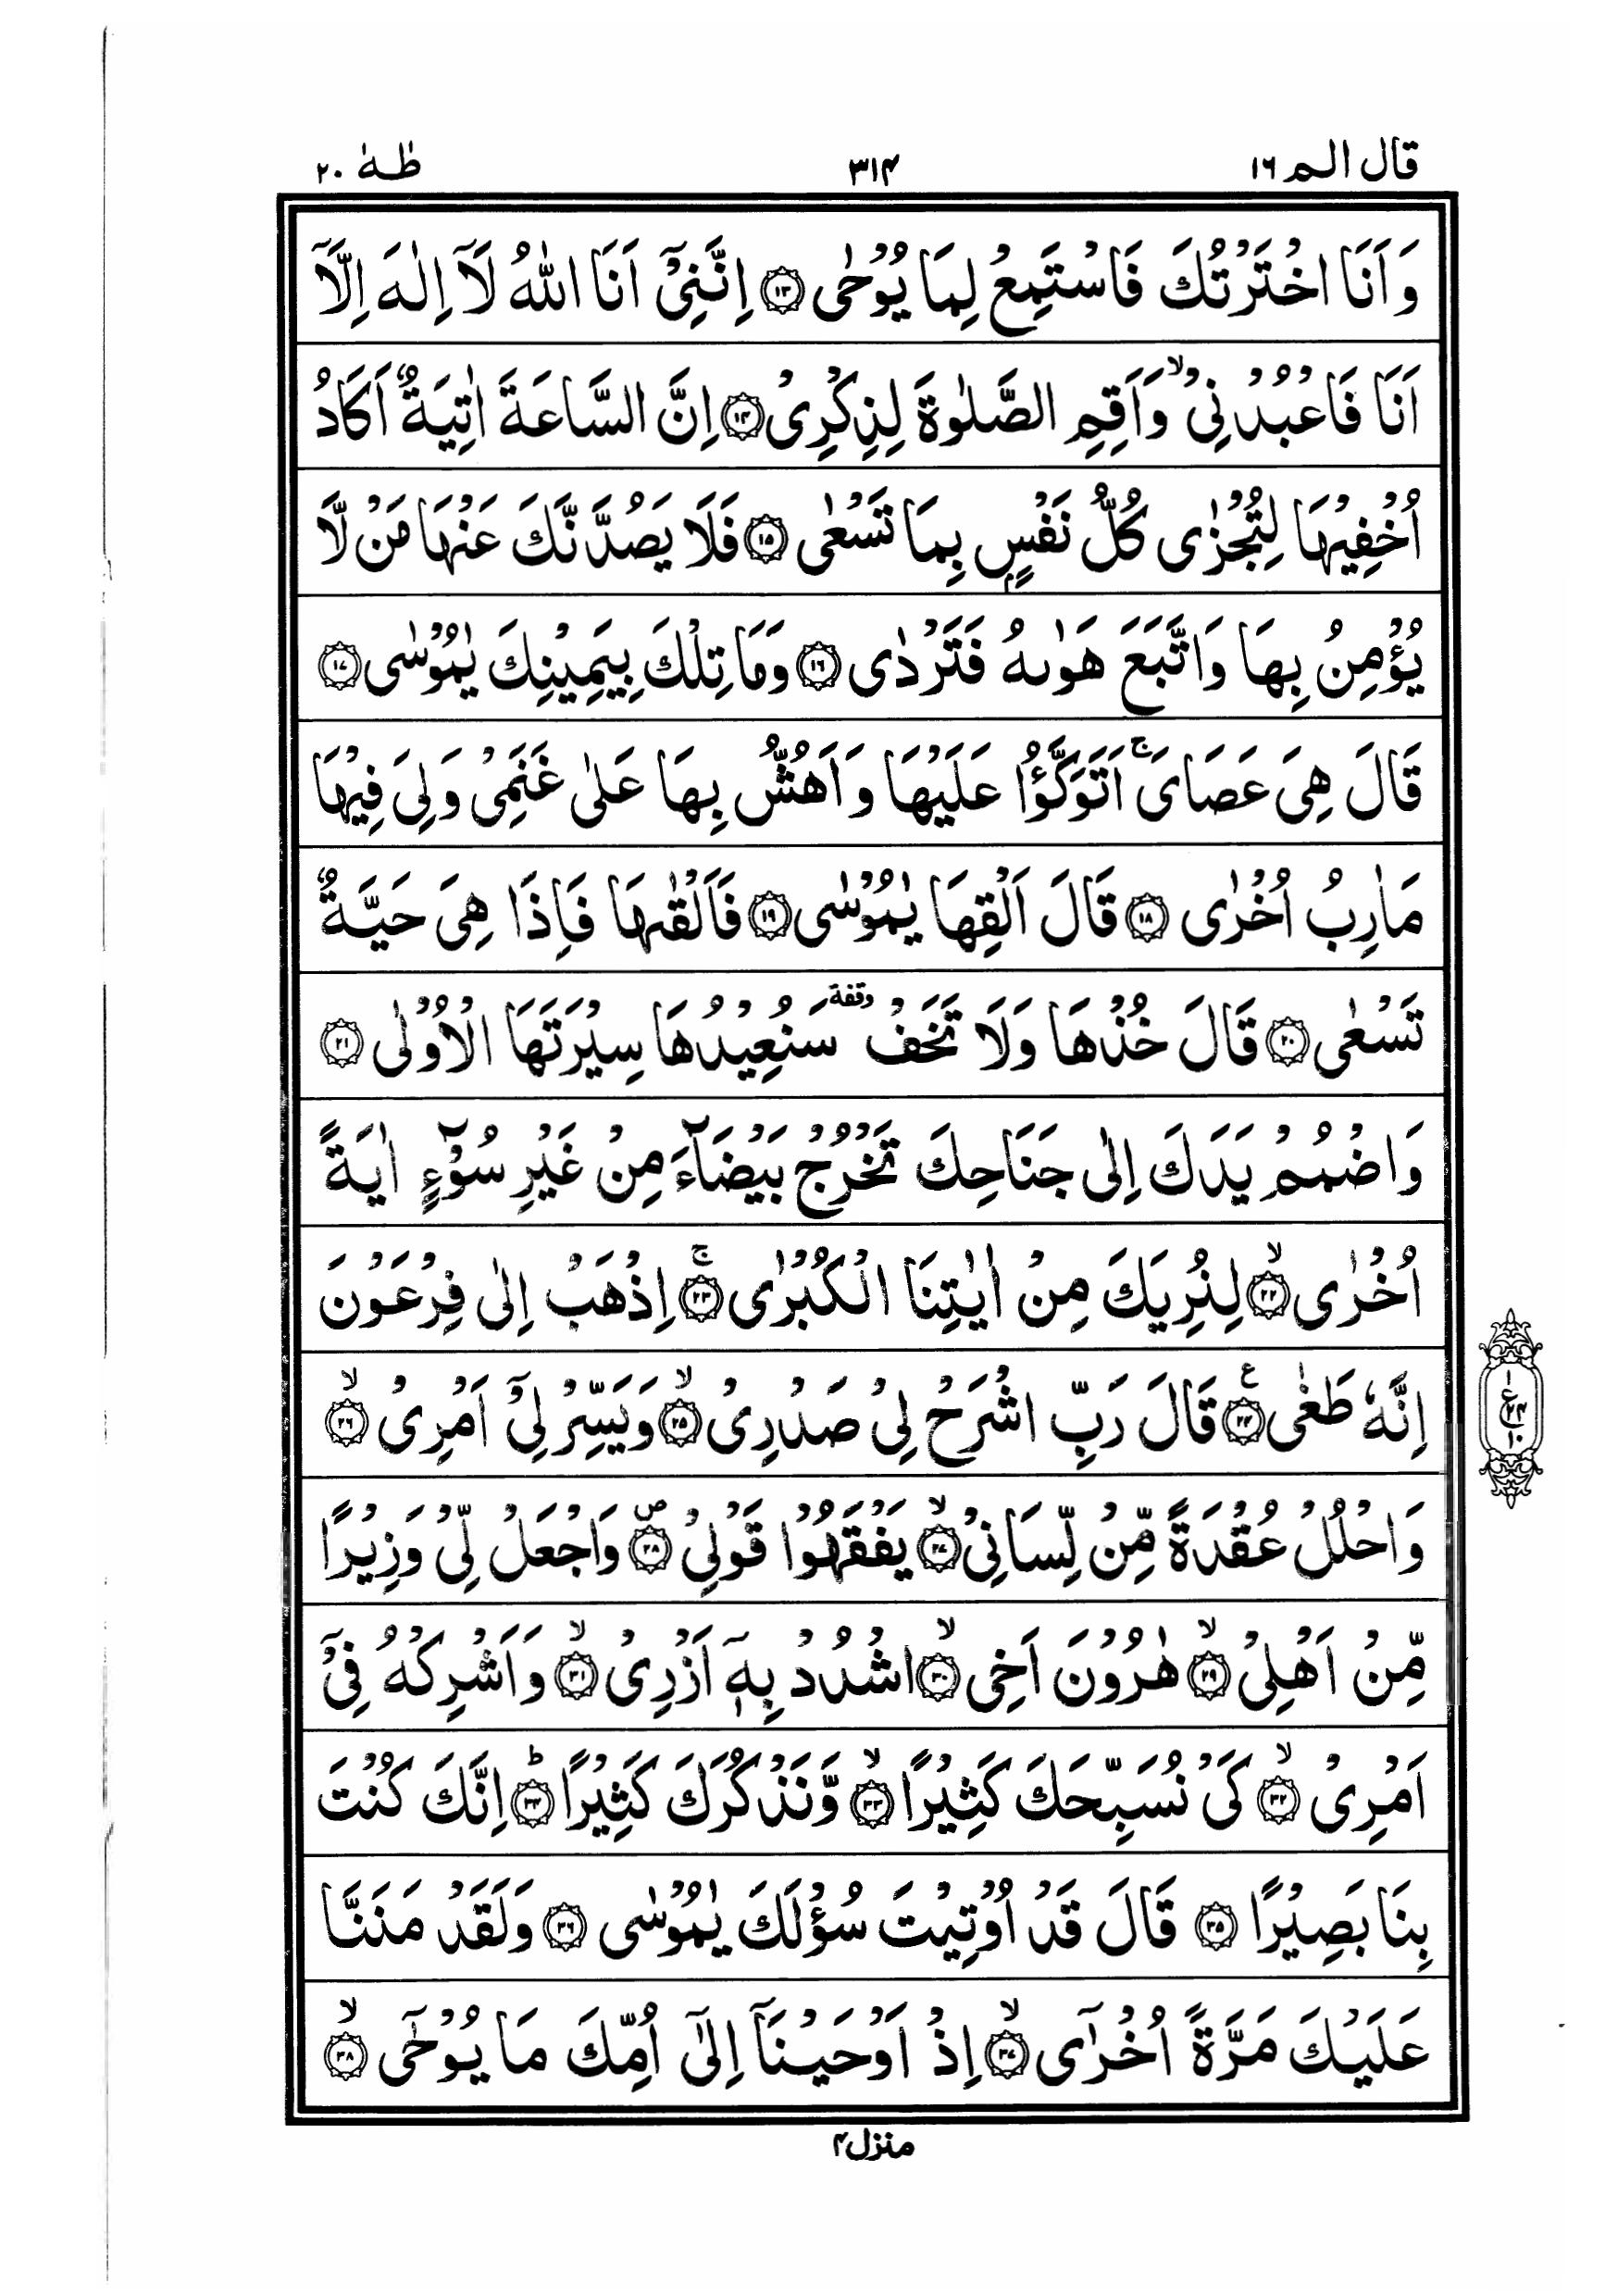 قال الم ١٦ ٣١٤ طٰهٰ ٢٠
وَاَنَا اخْتَرْتُكَ فَاسْتَمِعْ لِمَا يُوْحٰى ۝١٣ اِنَّنِىْۤ اَنَا اللّٰهُ لَاۤ اِلٰهَ اِلَّاۤ
اَنَا فَاعْبُدْنِىْ ۙ وَاَقِمِ الصَّلٰوةَ لِذِكْرِىْ ۝١٤ اِنَّ السَّاعَةَ اٰتِيَةٌ اَكَادُ
اُخْفِيْهَا لِتُجْزٰى كُلُّ نَفْسٍۭ بِمَا تَسْعٰى ۝١٥ فَلَا يَصُدَّنَّكَ عَنْهَا مَنْ لَّا
يُؤْمِنُ بِهَا وَاتَّبَعَ هَوٰىهُ فَتَرْدٰى ۝١٦ وَمَا تِلْكَ بِيَمِيْنِكَ يٰمُوْسٰى ۝١٧
قَالَ هِىَ عَصَاىَ ۚ اَتَوَكَّؤُا عَلَيْهَا وَاَهُشُّ بِهَا عَلٰى غَنَمِىْ وَلِىَ فِيْهَا
مَاٰرِبُ اُخْرٰى ۝١٨ قَالَ اَلْقِهَا يٰمُوْسٰى ۝١٩ فَاَلْقٰىهَا فَاِذَا هِىَ حَيَّةٌ
تَسْعٰى ۝٢٠ قَالَ خُذْهَا وَلَا تَخَفْ وقفة سَنُعِيْدُهَا سِيْرَتَهَا الْاُوْلٰى ۝٢١
وَاضْمُمْ يَدَكَ اِلٰى جَنَاحِكَ تَخْرُجْ بَيْضَآءَ مِنْ غَيْرِ سُوْٓءٍ اٰيَةً
اُخْرٰى ۙ۝٢٢ لِنُرِيَكَ مِنْ اٰيٰتِنَا الْكُبْرٰى ۚ۝٢٣ اِذْهَبْ اِلٰى فِرْعَوْنَ
اِنَّهٗ طَغٰى ع ۝٢٤ قَالَ رَبِّ اشْرَحْ لِىْ صَدْرِىْ ۙ۝٢٥ وَيَسِّرْ لِىْۤ اَمْرِىْ ۙ۝٢٦
١ ع ٢٤ ١٠
وَاحْلُلْ عُقْدَةً مِّنْ لِّسَانِىْ ۙ۝٢٧ يَفْقَهُوْا قَوْلِىْ ص ۝٢٨ وَاجْعَلْ لِّىْ وَزِيْرًا
مِّنْ اَهْلِىْ ۙ۝٢٩ هٰرُوْنَ اَخِى ۙ۝٣٠ اشْدُدْ بِهٖۤ اَزْرِىْ ۙ۝٣١ وَاَشْرِكْهُ فِىْۤ
اَمْرِىْ ۙ۝٣٢ كَىْ نُسَبِّحَكَ كَثِيْرًا ۙ۝٣٣ وَّنَذْكُرَكَ كَثِيْرًا ؕ۝٣٤ اِنَّكَ كُنْتَ
بِنَا بَصِيْرًا ۝٣٥ قَالَ قَدْ اُوْتِيْتَ سُؤْلَكَ يٰمُوْسٰى ۝٣٦ وَلَقَدْ مَنَنَّا
عَلَيْكَ مَرَّةً اُخْرٰٓى ۙ۝٣٧ اِذْ اَوْحَيْنَاۤ اِلٰٓى اُمِّكَ مَا يُوْحٰٓى ۙ۝٣٨
منزل ٤